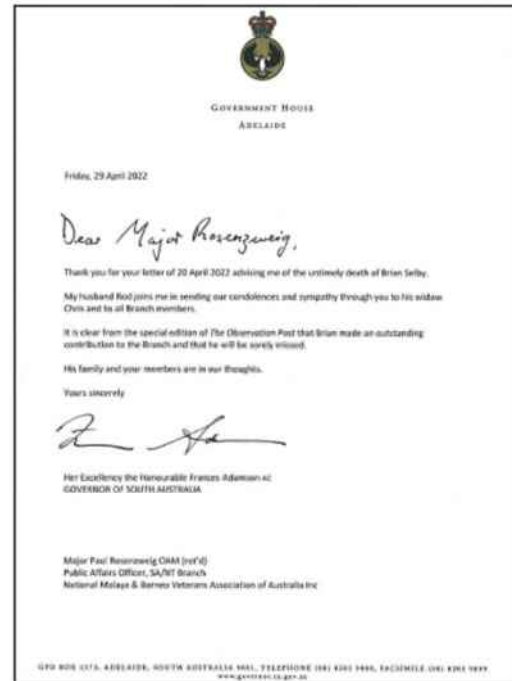 GOVERNMENT HOUSE
ADELAIDE
Friday, 29 April 2022
Dear Major Rosenzweig,
Thank you for your letter of 20 April 2022 advising me of the untimely death of Brian Selby.
My husband Rod joins me in sending our condolences and sympathy through you to his widow
Chris and to all Branch members.
It is clear from the special edition of The Observation Post that Brian made an outstanding
contribution to the Branch and that he will be sorely missed.
His family and your members are in our thoughts.
Yours sincerely
Her Excellency the Honourable Frances Adamson AC
GOVERNOR OF SOUTH AUSTRALIA
Major Paul Rosenzweig OAM (ret'd)
Public Affairs Officer, SA/NT Branch
National Malaya & Borneo Veterans Association of Australia Inc
GPO BOX 2373, ADELAIDE, SOUTH AUSTRALIA 5001, TELEPHONE (08) 8203 9800, FACSIMILE (08) 8203 9899
www.governor.sa.gov.au